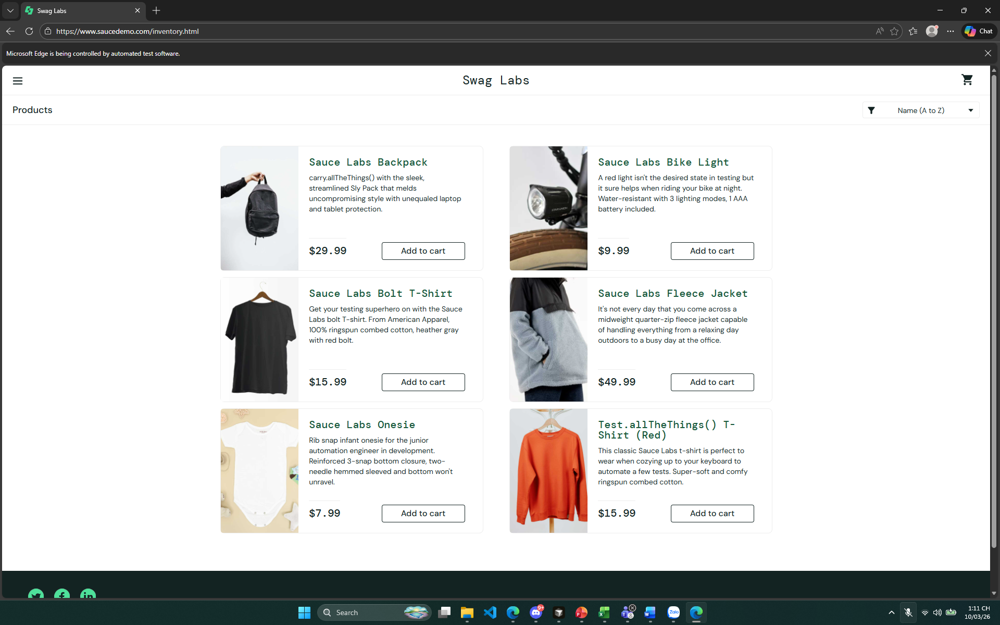 Swag Labs
https://www.saucedemo.com/inventory.html
Chat
Microsoft Edge is being controlled by automated test software.
Swag Labs
Products
Name (A to Z)
Sauce Labs Backpack
carry.allTheThings() with the sleek,
streamlined Sly Pack that melds
uncompromising style with unequaled laptop
and tablet protection.
$29.99
Add to cart
Sauce Labs Bike Light
A red light isn't the desired state in testing but
it sure helps when riding your bike at night.
Water-resistant with 3 lighting modes, 1 AAA
battery included.
$9.99
Add to cart
Sauce Labs Bolt T-Shirt
Get your testing superhero on with the Sauce
Labs bolt T-shirt. From American Apparel,
100% ringspun combed cotton, heather gray
with red bolt.
$15.99
Add to cart
Sauce Labs Fleece Jacket
It's not every day that you come across a
midweight quarter-zip fleece jacket capable
of handling everything from a relaxing day
outdoors to a busy day at the office.
$49.99
Add to cart
Sauce Labs Onesie
Rib snap infant onesie for the junior
automation engineer in development.
Reinforced 3-snap bottom closure, two-
needle hemmed sleeved and bottom won't
unravel.
$7.99
Add to cart
Test.allTheThings() T-
Shirt (Red)
This classic Sauce Labs t-shirt is perfect to
wear when cozying up to your keyboard to
automate a few tests. Super-soft and comfy
ringspun combed cotton.
$15.99
Add to cart
Search
9+
Zalo
1:11 CH
10/03/26